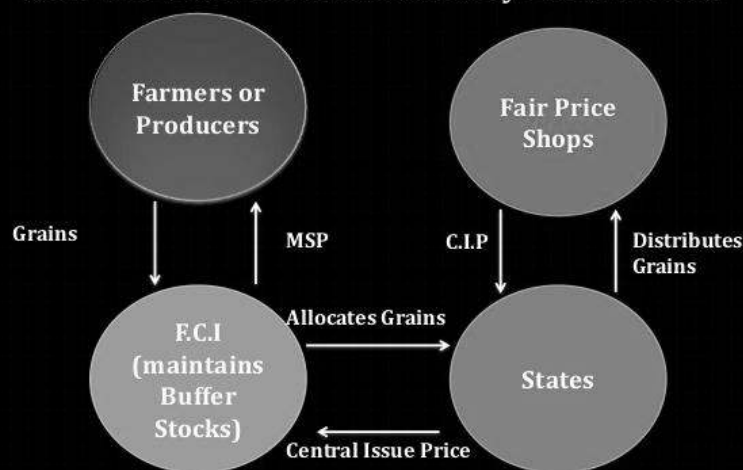 Farmers or
Producers
Fair Price
Shops
Grains
MSP
C.I.P
Distributes
Grains
F.C.I
(maintains
Buffer
Stocks)
Allocates Grains
States
Central Issue Price